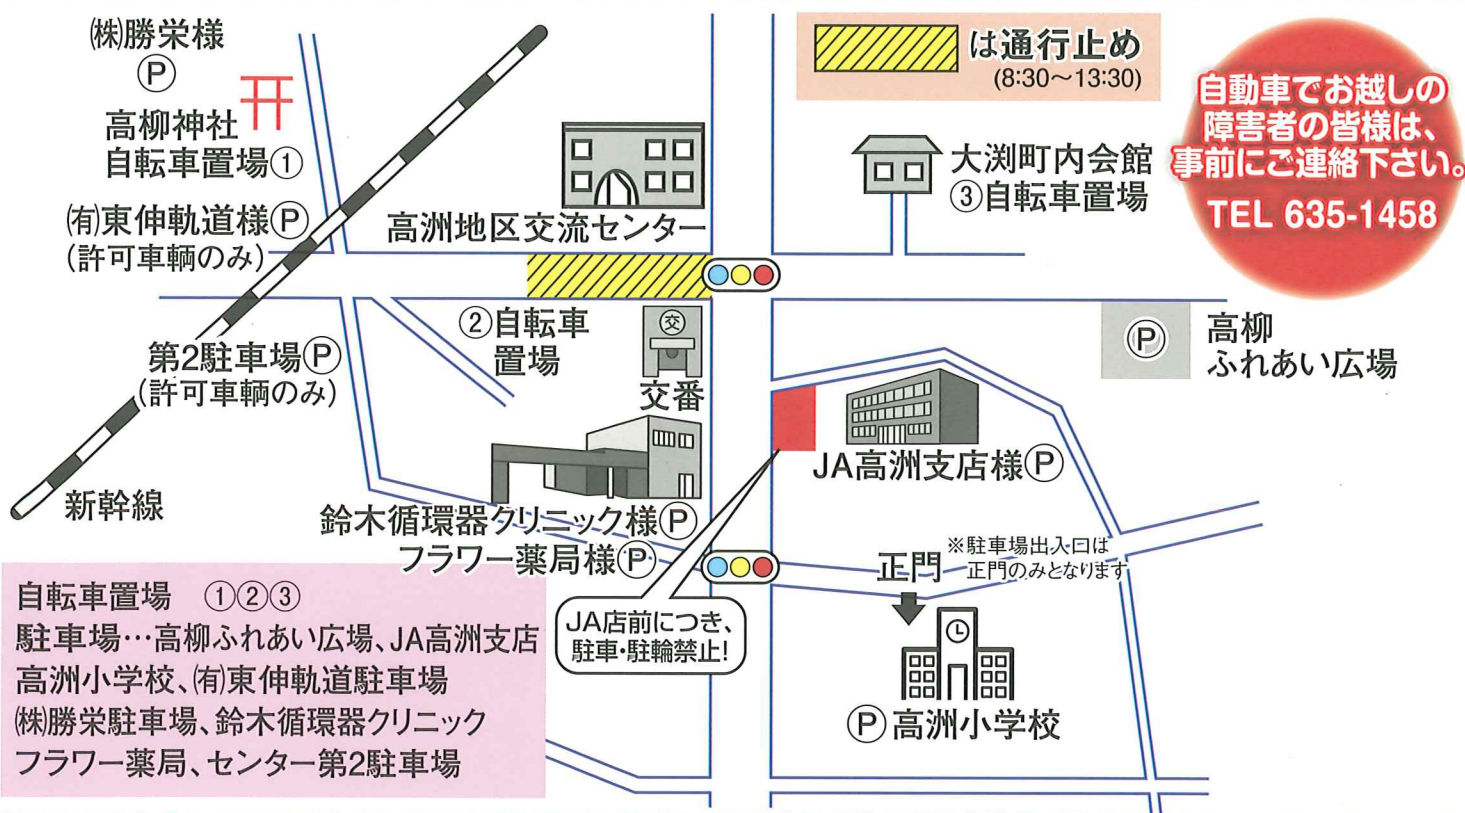 ㈱勝栄様
Ⓟ
高柳神社
自転車置場①
㈲東伸軌道様Ⓟ
(許可車輌のみ)
は通行止め
(8:30～13:30)
自動車でお越しの
障害者の皆様は、
事前にご連絡下さい。
TEL 635-1458
高洲地区交流センター
大渕町内会館
③自転車置場
②自転車
置場
交
交番
Ⓟ
高柳
ふれあい広場
第2駐車場Ⓟ
(許可車輌のみ)
新幹線
JA高洲支店様Ⓟ
鈴木循環器クリニック様Ⓟ
フラワー薬局様Ⓟ
正門
※駐車場出入口は
正門のみとなります
JA店前につき、
駐車・駐輪禁止!
Ⓟ高洲小学校
自転車置場 ①②③
駐車場…高柳ふれあい広場、JA高洲支店
高洲小学校、㈲東伸軌道駐車場
㈱勝栄駐車場、鈴木循環器クリニック
フラワー薬局、センター第2駐車場